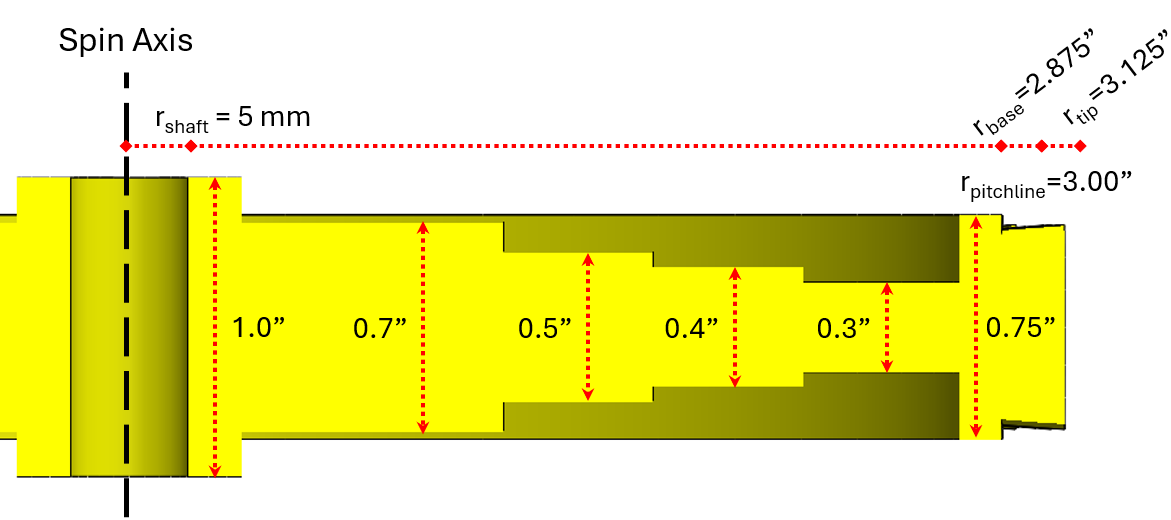 Spin Axis
rshaft = 5 mm
rbase=2.875”
rtip=3.125”
rpitchline=3.00”
1.0”
0.7”
0.5”
0.4”
0.3”
0.75”